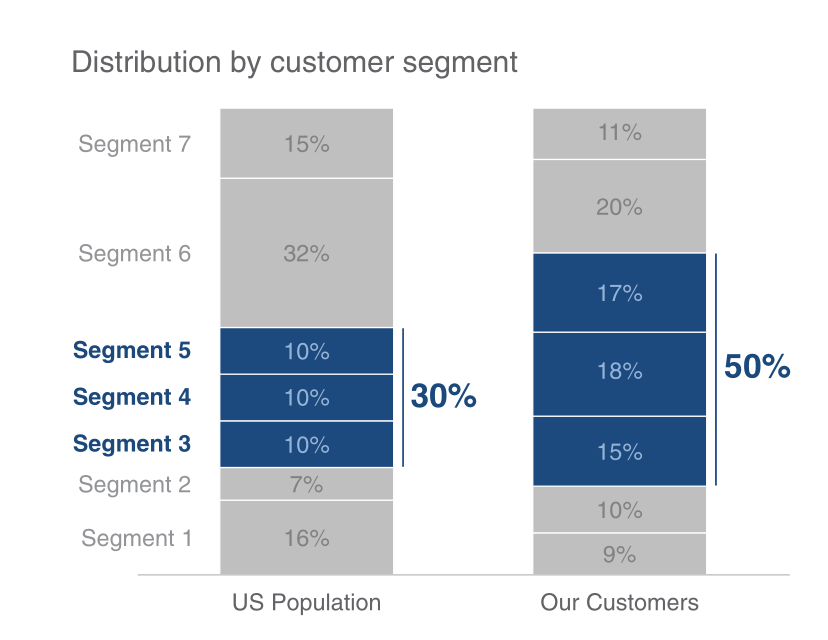 Distribution by customer segment
Segment 7 15% 11%
Segment 6 32% 20%
Segment 5 10% 17%
Segment 4 10% 30% 18% 50%
Segment 3 10% 15%
Segment 2 7% 10%
Segment 1 16% 9%
US Population Our Customers